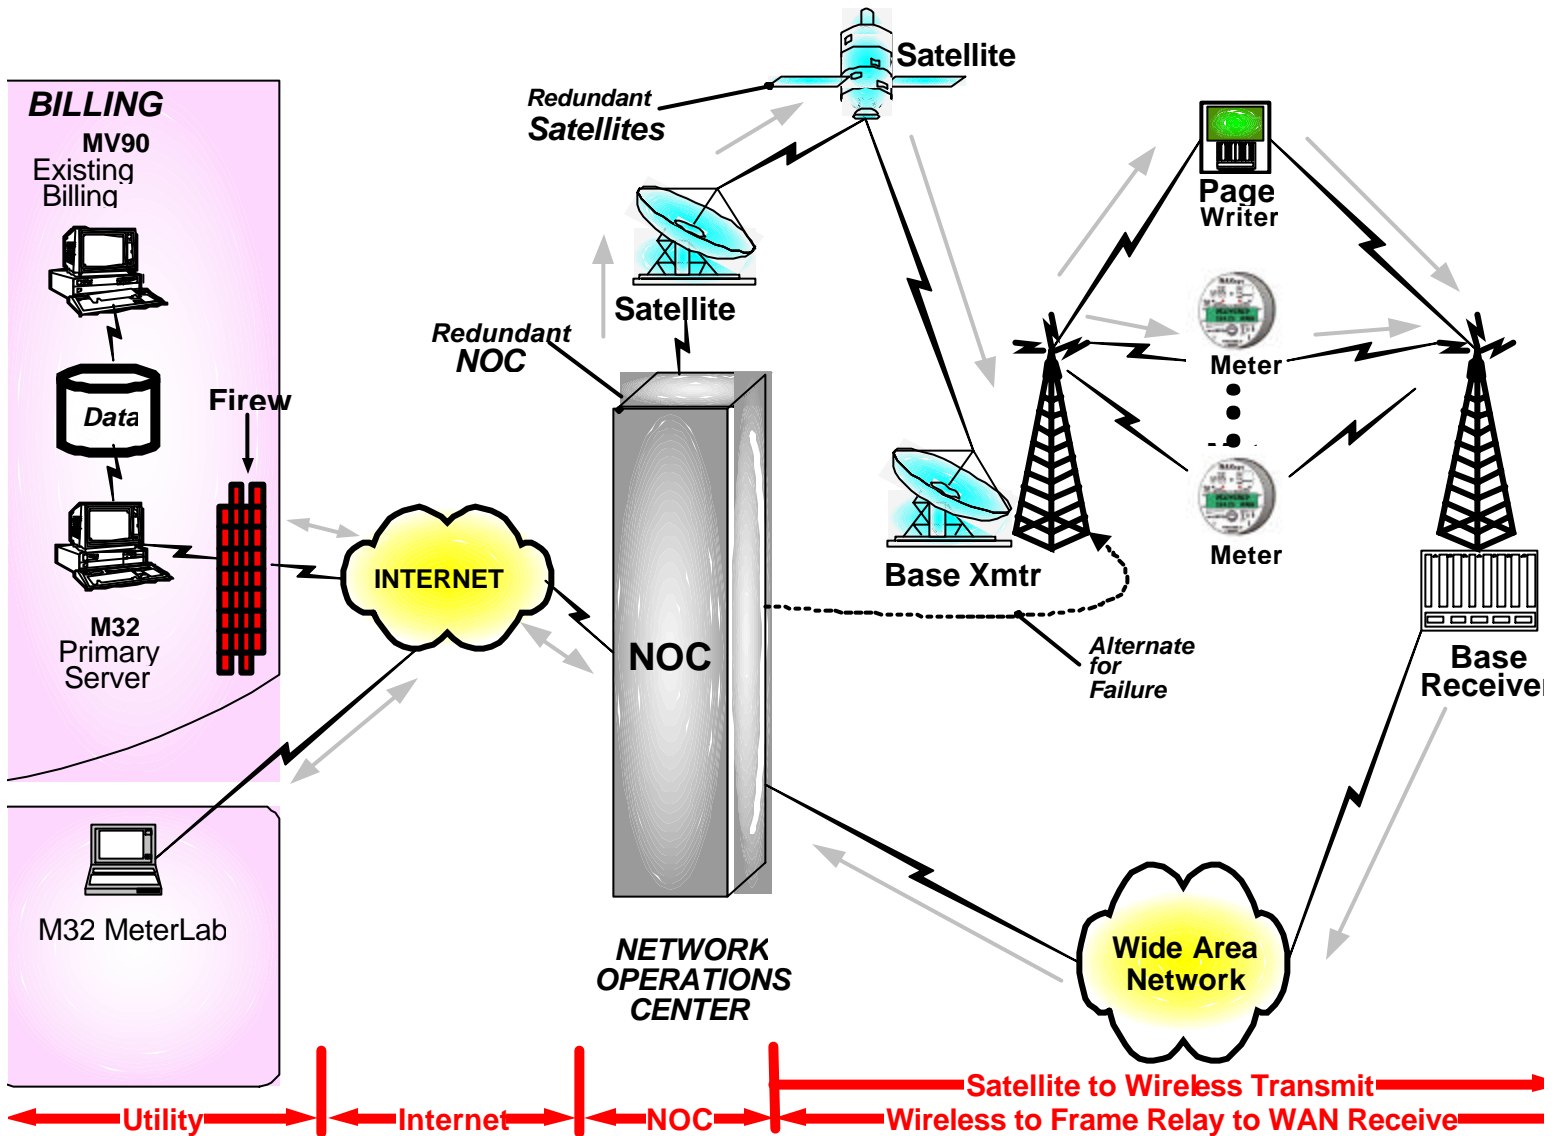 BILLING
MV90
Existing
Billing
Data
Firew
M32
Primary
Server
M32 MeterLab
INTERNET
Redundant
Satellites
Satellite
Satellite
Redundant
NOC
NOC
NETWORK
OPERATIONS
CENTER
Base Xmtr
Alternate
for
Failure
Page
Writer
Meter
Meter
Base
Receiver
Wide Area
Network
Satellite to Wireless Transmit
Utility
Internet
NOC
Wireless to Frame Relay to WAN Receive